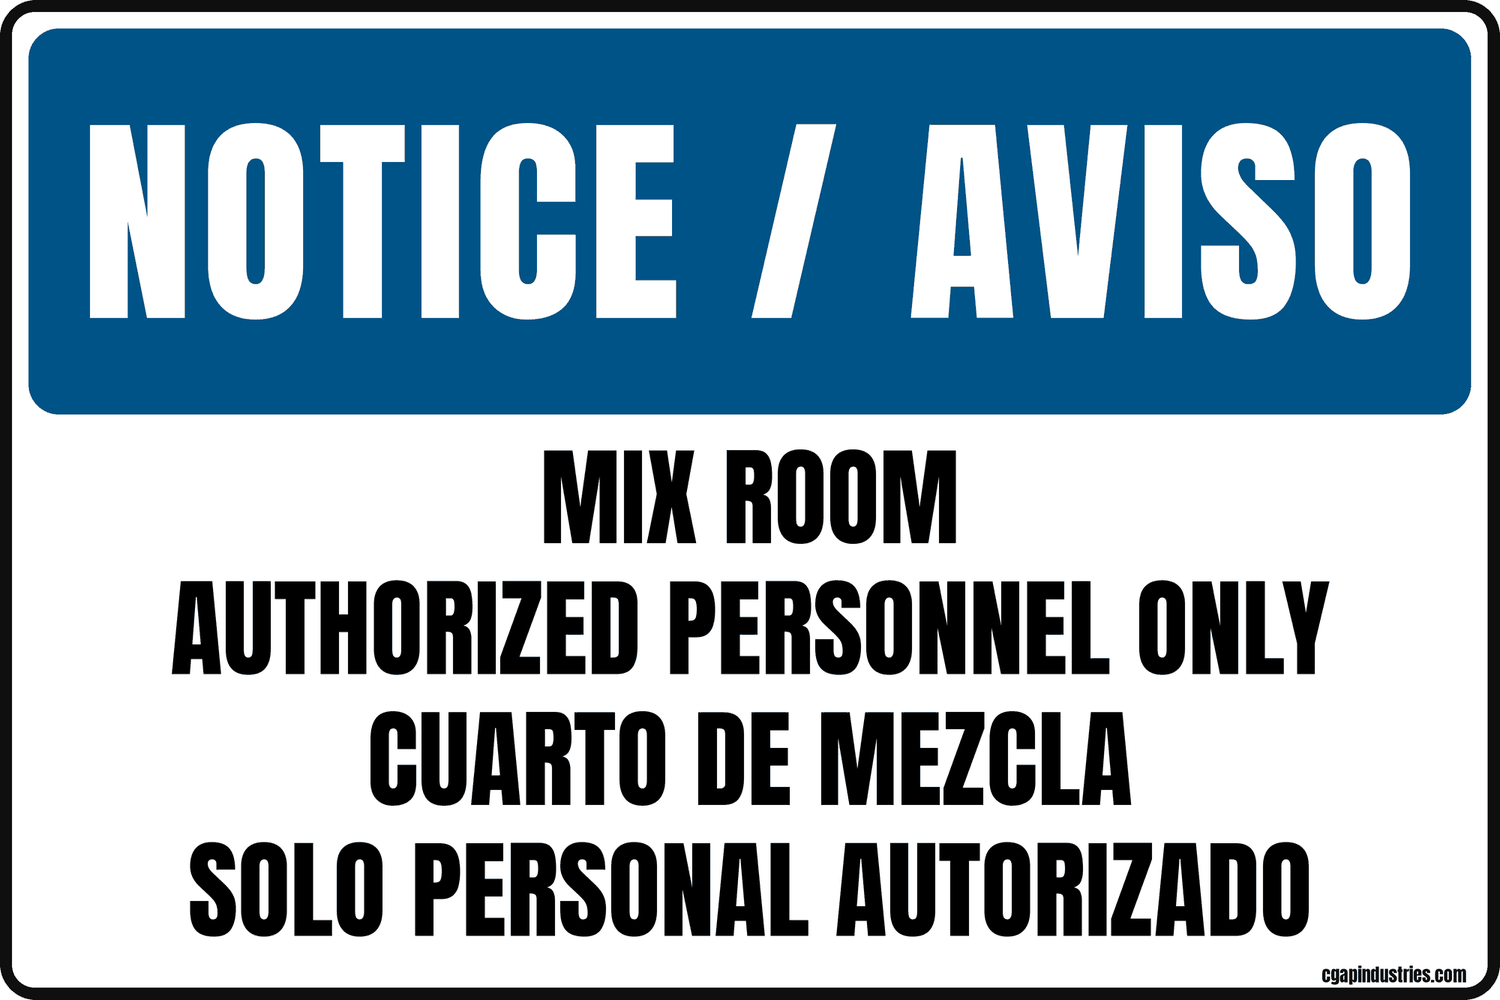 NOTICE / AVISO
MIX ROOM
AUTHORIZED PERSONNEL ONLY
CUARTO DE MEZCLA
SOLO PERSONAL AUTORIZADO
cgapindustries.com